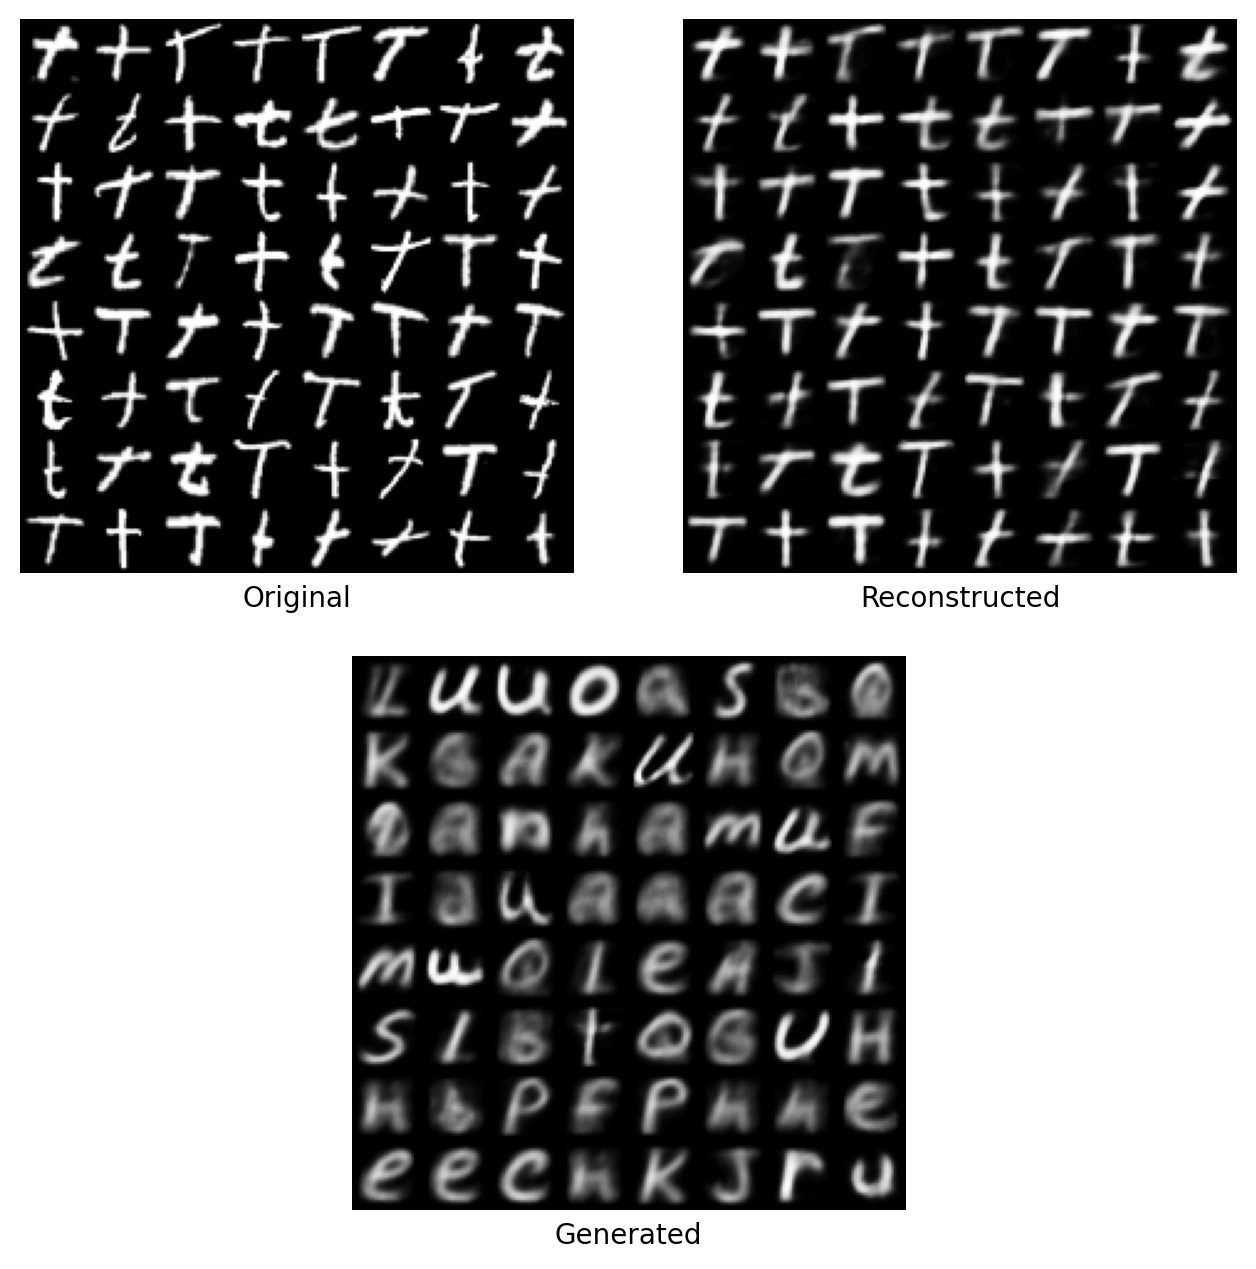 t t T t T T t t
t t t t t t T t
t T T t t t t t
t t T t t t T t
t T t t T T t T
t t T t T t T t
t T t T t t T t
T t T t t t t t
Original
t t T t T T t t
t t t t t t T t
t T T t t t t t
T t T t t T T t
t T t t T T t T
t t T t T t T t
t T t T t t T t
T t T t t t t t
Reconstructed
u u o a S
K A K U H Q M
a n h a m u F
I a u a a a C I
m u Q l e A J l
S l B t Q U H
H b P F P e
e e C H K J r u
Generated